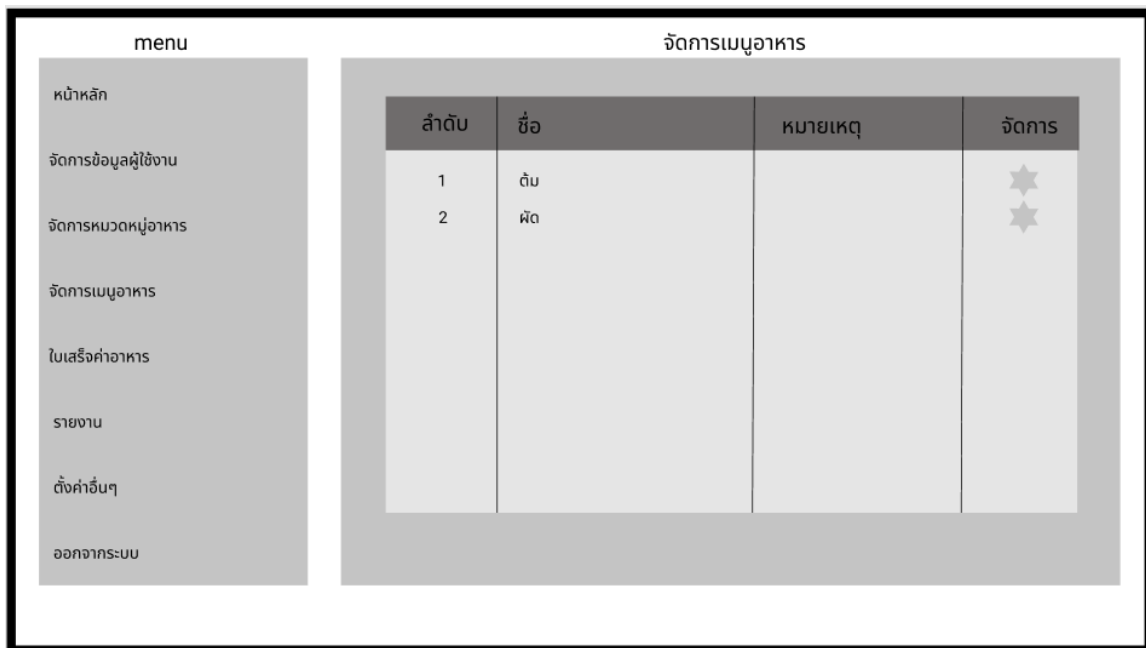 menu
หน้าหลัก
จัดการข้อมูลผู้ใช้งาน
จัดการหมวดหมู่อาหาร
จัดการเมนูอาหาร
ใบเสร็จค่าอาหาร
รายงาน
ตั้งค่าอื่นๆ
ออกจากระบบ
จัดการเมนูอาหาร
ลำดับ ชื่อ หมายเหตุ จัดการ
1 ต้ม
2 ผัด